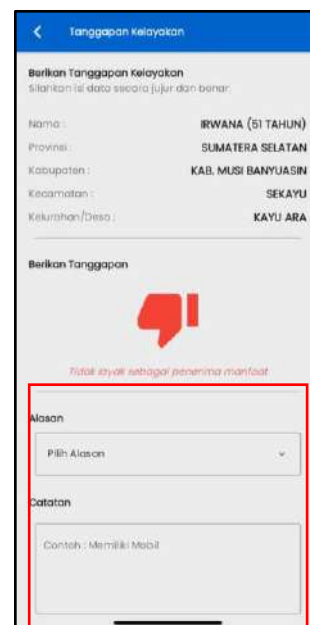 Tanggapan Kelayakan
Berikan Tanggapan Kelayakan
Silahkan isi data secara jujur dan benar.
Nama : IRWANA (51 TAHUN)
Provinsi : SUMATERA SELATAN
Kabupaten : KAB. MUSI BANYUASIN
Kecamatan : SEKAYU
Kelurahan/Desa : KAYU ARA
Berikan Tanggapan
Tidak layak sebagai penerima manfaat
Alasan
Pilih Alasan
Catatan
Contoh : Memiliki Mobil